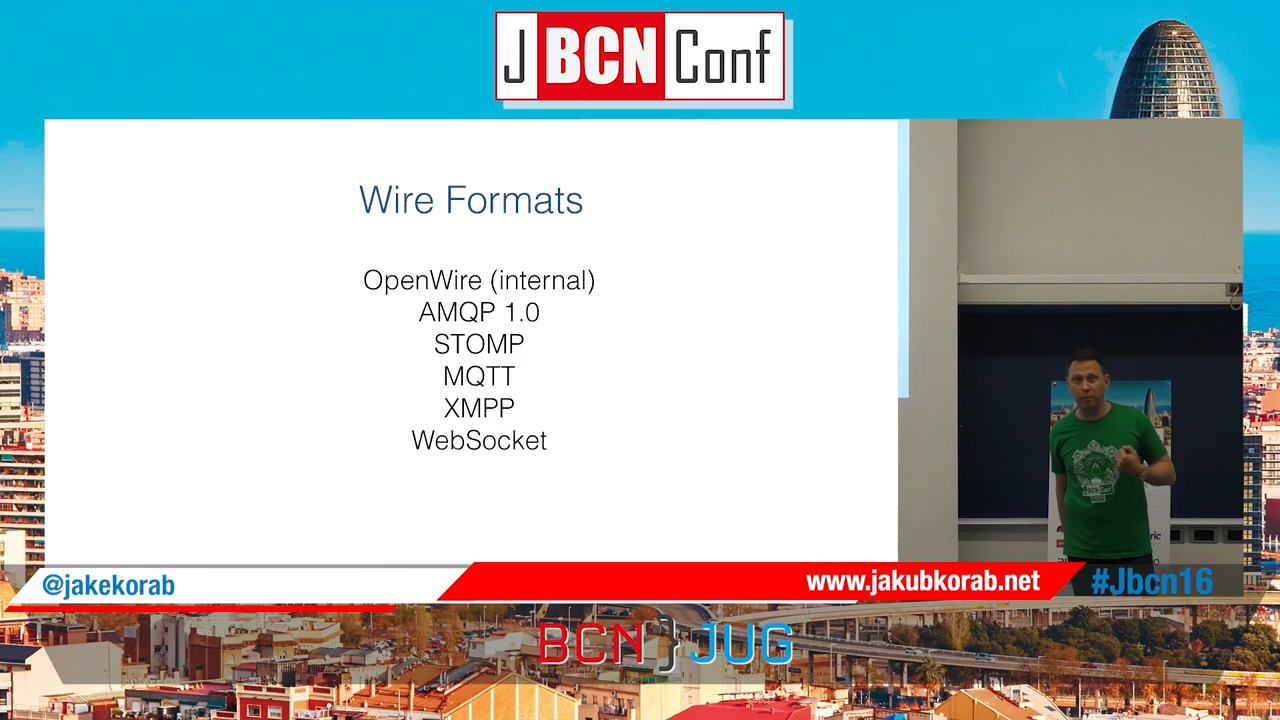 J BCN Conf
Wire Formats
OpenWire (internal)
AMQP 1.0
STOMP
MQTT
XMPP
WebSocket
@jakekorab
www.jakubkorab.net
#Jbcn16
BCN JUG